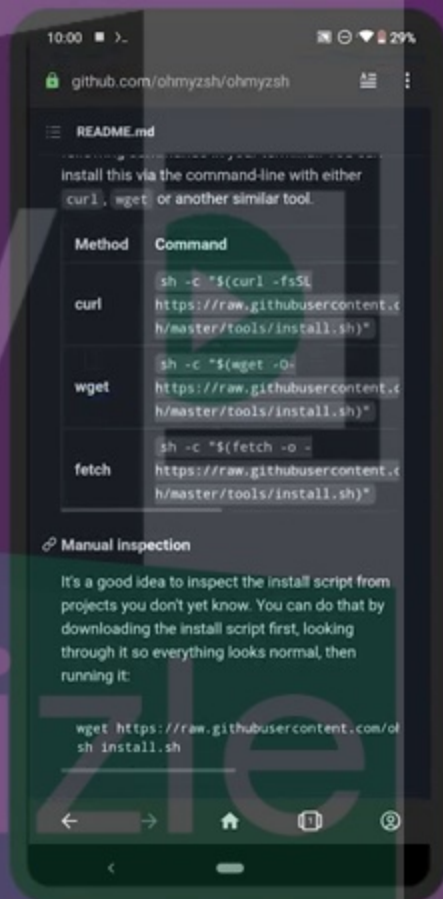 10:00
29%
github.com/ohmyzsh/ohmyzsh
README.md
install this via the command-line with either
curl, wget or another similar tool.
Method Command
curl
sh -c "$(curl -fsSL
https://raw.githubusercontent.c
h/master/tools/install.sh)"
wget
sh -c "$(wget -O-
https://raw.githubusercontent.c
h/master/tools/install.sh)"
fetch
sh -c "$(fetch -o -
https://raw.githubusercontent.c
h/master/tools/install.sh)"
Manual inspection
It's a good idea to inspect the install script from
projects you don't yet know. You can do that by
downloading the install script first, looking
through it so everything looks normal, then
running it:
wget https://raw.githubusercontent.com/oh
sh install.sh
1
izle